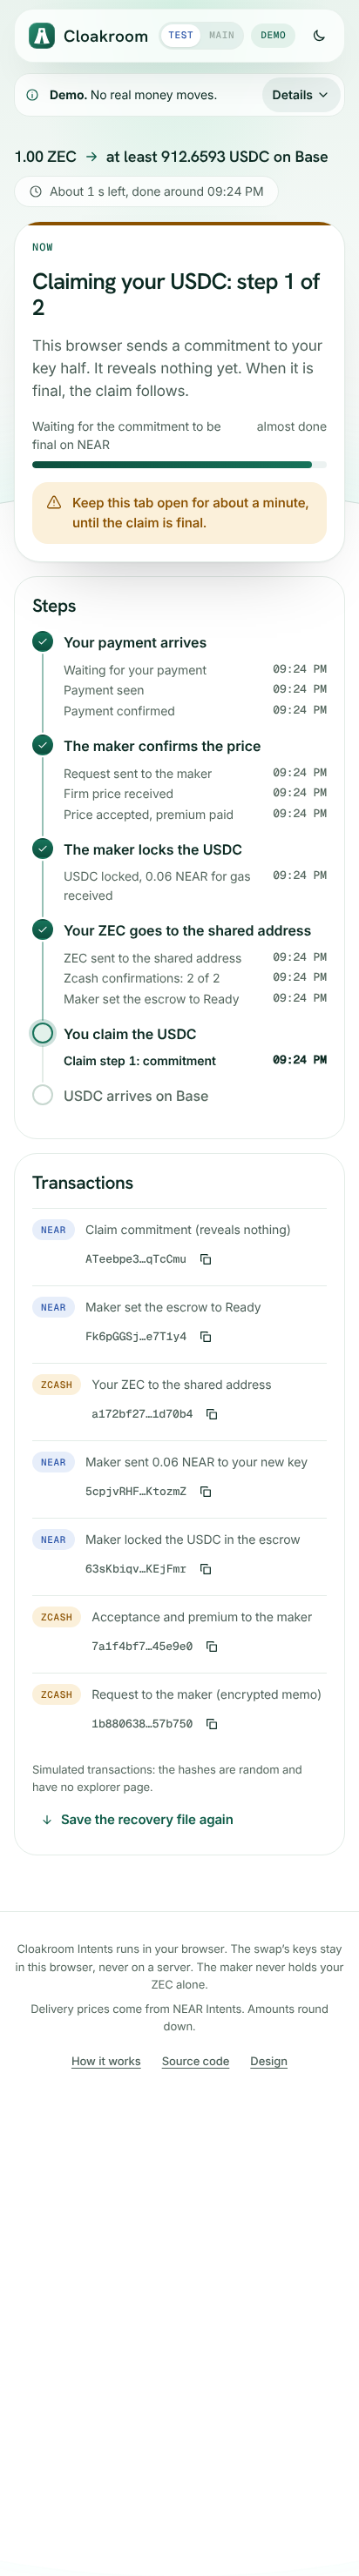 Cloakroom
TEST MAIN
DEMO
Demo. No real money moves.
Details
1.00 ZEC → at least 912.6593 USDC on Base
About 1 s left, done around 09:24 PM
NOW
Claiming your USDC: step 1 of
2
This browser sends a commitment to your
key half. It reveals nothing yet. When it is
final, the claim follows.
Waiting for the commitment to be
final on NEAR
almost done
Keep this tab open for about a minute,
until the claim is final.
Steps
Your payment arrives
Waiting for your payment 09:24 PM
Payment seen 09:24 PM
Payment confirmed 09:24 PM
The maker confirms the price
Request sent to the maker 09:24 PM
Firm price received 09:24 PM
Price accepted, premium paid 09:24 PM
The maker locks the USDC
USDC locked, 0.06 NEAR for gas 09:24 PM
received
Your ZEC goes to the shared address
ZEC sent to the shared address 09:24 PM
Zcash confirmations: 2 of 2 09:24 PM
Maker set the escrow to Ready 09:24 PM
You claim the USDC
Claim step 1: commitment 09:24 PM
USDC arrives on Base
Transactions
NEAR Claim commitment (reveals nothing)
ATeebpe3…qTcCmu
NEAR Maker set the escrow to Ready
Fk6pGGSj…e7T1y4
ZCASH Your ZEC to the shared address
a172bf27…1d70b4
NEAR Maker sent 0.06 NEAR to your new key
5cpjvRHF…KtozmZ
NEAR Maker locked the USDC in the escrow
63sKbiqv…KEjFmr
ZCASH Acceptance and premium to the maker
7a1f4bf7…45e9e0
ZCASH Request to the maker (encrypted memo)
1b880638…57b750
Simulated transactions: the hashes are random and
have no explorer page.
Save the recovery file again
Cloakroom Intents runs in your browser. The swap's keys stay
in this browser, never on a server. The maker never holds your
ZEC alone.
Delivery prices come from NEAR Intents. Amounts round
down.
How it works Source code Design